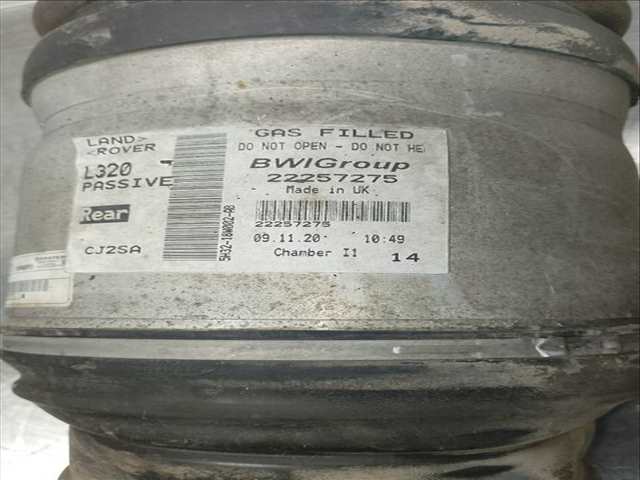 LAND>
<ROVER
L320
PASSIVE
Rear
CJ2SA
GAS FILLED
DO NOT OPEN - DO NOT HE
BWIGroup
22257275
Made in UK
22257275
09.11.20 10:49
Chamber I1
14